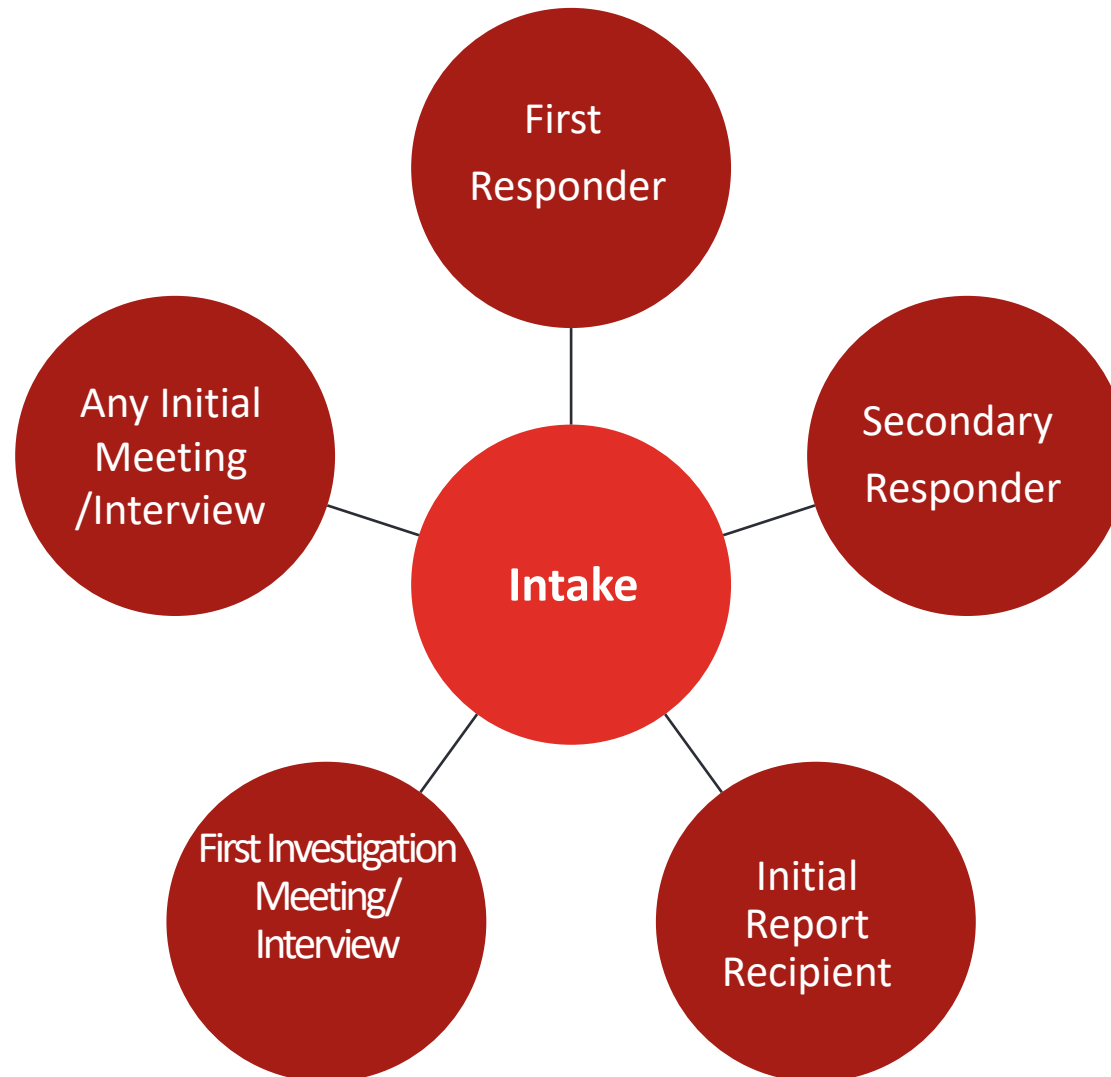 First
Responder
Any Initial
Meeting
/Interview
Secondary
Responder
Intake
First Investigation
Meeting/
Interview
Initial
Report
Recipient